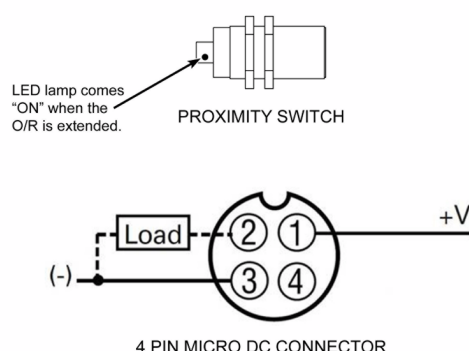 LED lamp comes
“ON” when the
O/R is extended.
PROXIMITY SWITCH
+V
Load
2
1
(-)
3
4
4 PIN MICRO DC CONNECTOR